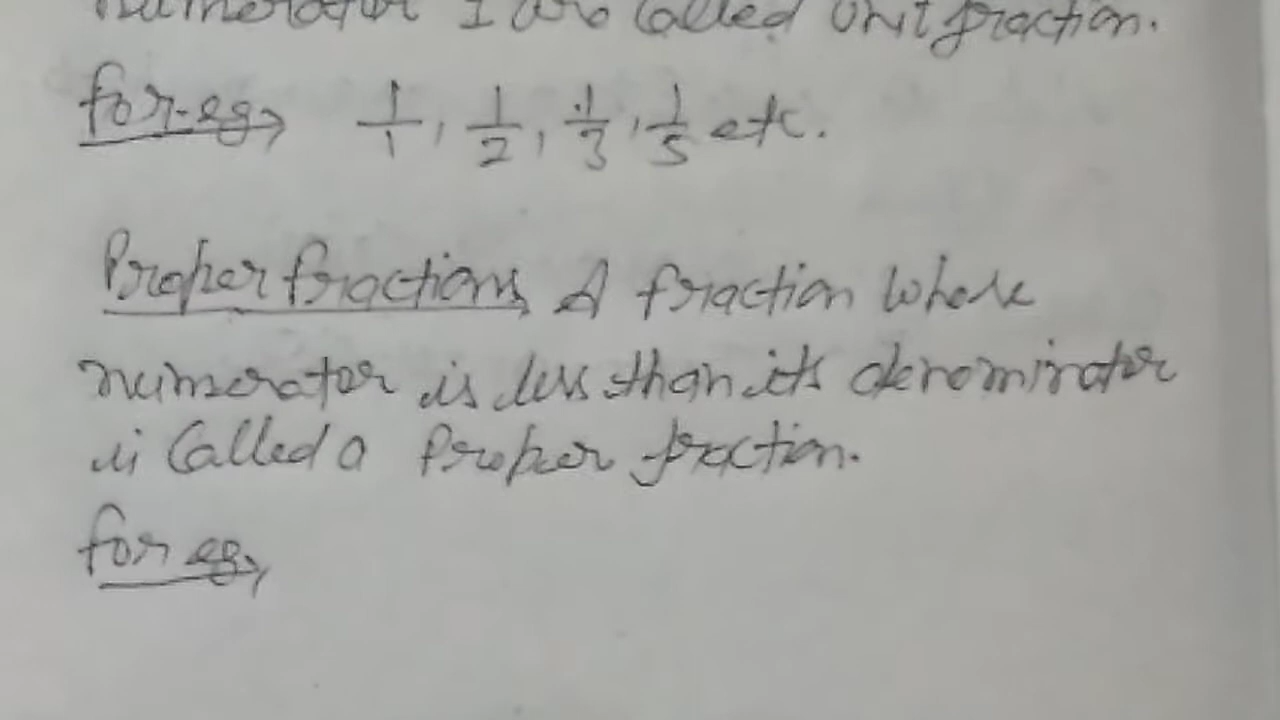 numerator 1 are called unit fraction.
for-eg, 1/1, 1/2, 1/3, 1/5 etc.
Proper fractions, A fraction whose
numerator is less than its denominator
is called a proper fraction.
for eg,